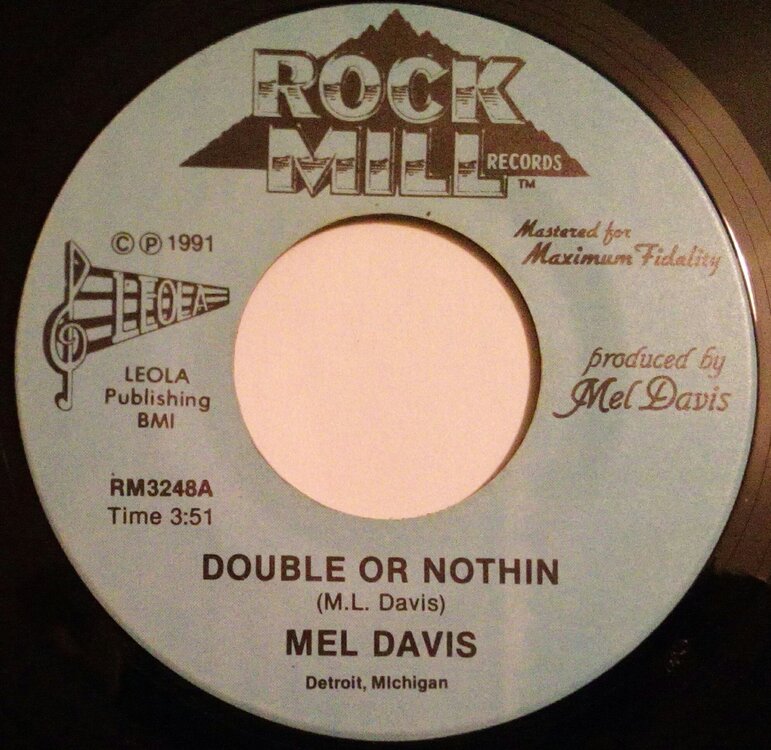 ROCK
MILL
RECORDS
™
© ℗ 1991
LEOLA
LEOLA
Publishing
BMI
Mastered for
Maximum Fidelity
produced by
Mel Davis
RM3248A
Time 3:51
DOUBLE OR NOTHIN
(M.L. Davis)
MEL DAVIS
Detroit, Michigan